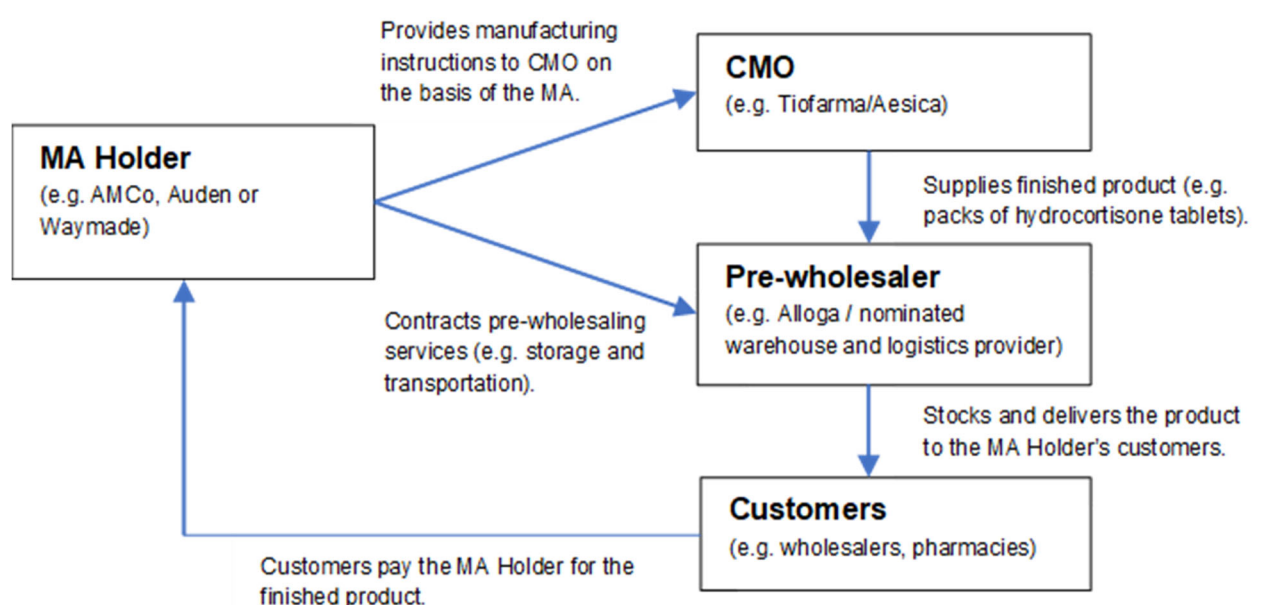 Provides manufacturing
instructions to CMO on
the basis of the MA.
CMO
(e.g. Tiofarma/Aesica)
MA Holder
(e.g. AMCo, Auden or
Waymade)
Supplies finished product (e.g.
packs of hydrocortisone tablets).
Pre-wholesaler
(e.g. Alloga / nominated
warehouse and logistics provider)
Contracts pre-wholesaling
services (e.g. storage and
transportation).
Stocks and delivers the product
to the MA Holder's customers.
Customers
(e.g. wholesalers, pharmacies)
Customers pay the MA Holder for the
finished product.